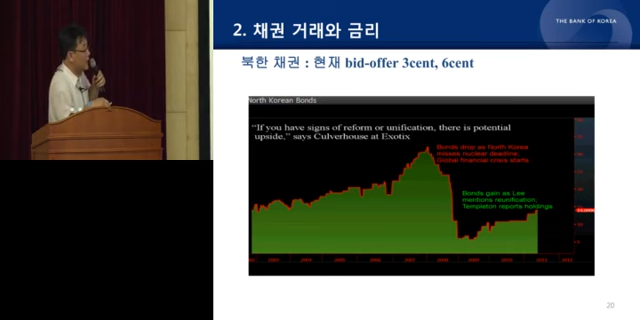 2. 채권 거래와 금리
THE BANK OF KOREA
북한 채권 : 현재 bid-offer 3cent, 6cent
North Korean Bonds
“If you have signs of reform or unification, there is potential
upside,” says Culverhouse at Exotix
Bonds drop as North Korea
misses nuclear deadline;
Global financial crisis starts
Bonds gain as Lee
mentions reunification;
Templeton reports holdings
20